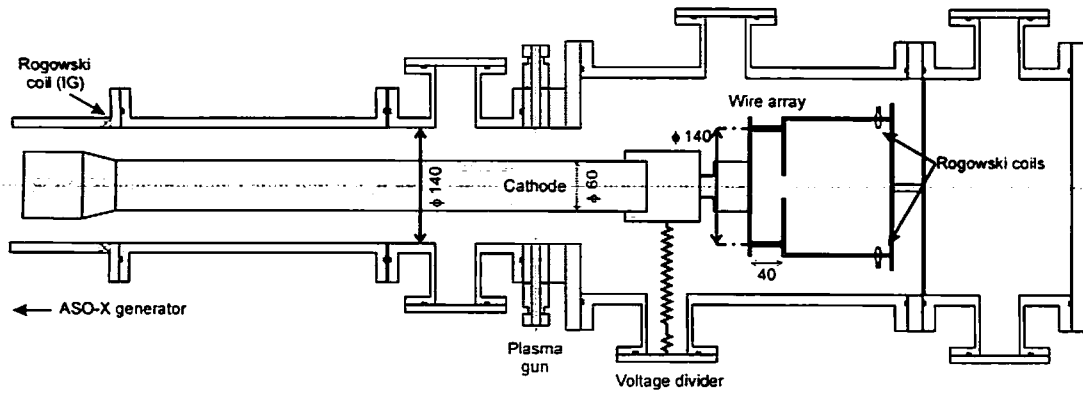 Rogowski
coil (IG)
Wire array
ϕ 140
Rogowski coils
Cathode
ϕ 140
ϕ 60
40
ASO-X generator
Plasma
gun
Voltage divider